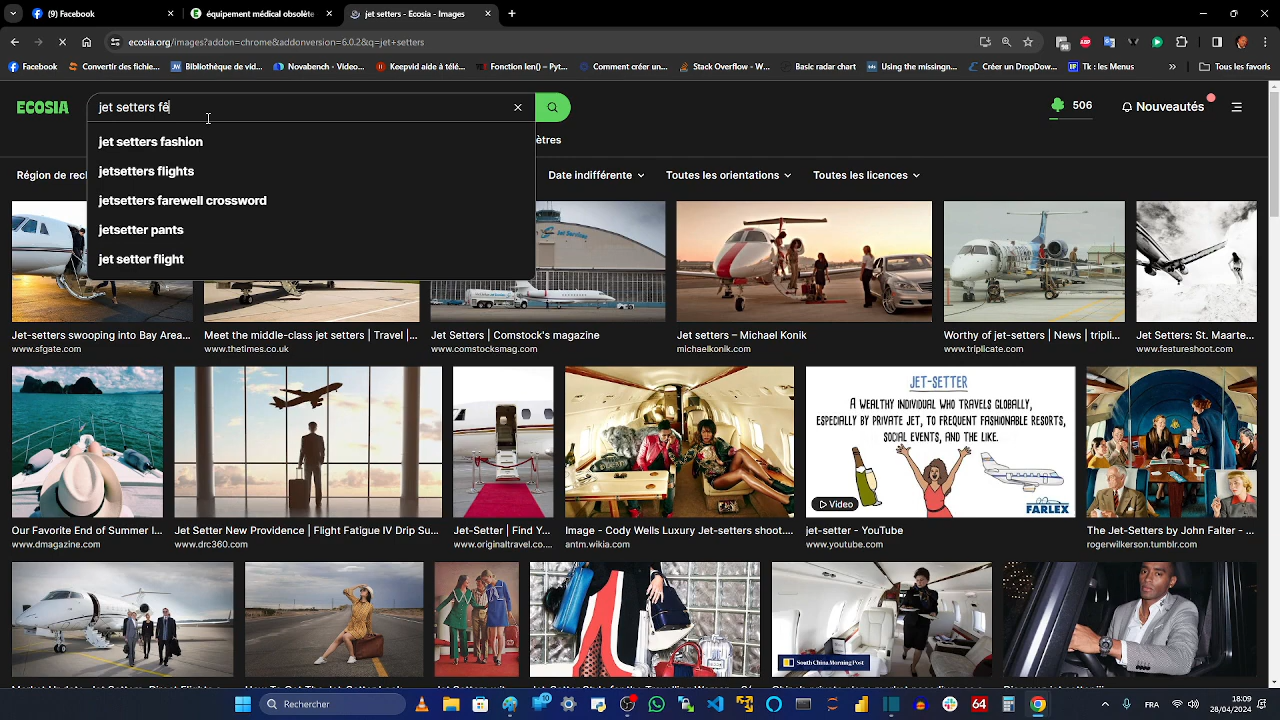 (9) Facebook
équipement médical obsolète
jet setters - Ecosia - Images
ecosia.org/images?addon=chrome&addonversion=6.0.2&q=jet+setters
Facebook
Convertir des fichie...
Bibliothèque de vid...
Novabench - Video...
Keepvid aide à télé...
Fonction len() – Pyt...
Comment créer un...
Stack Overflow - W...
Basic radar chart
Using the missingn...
Créer un DropDow...
Tk : les Menus
Tous les favoris
ECOSIA
jet setters fê
506
Nouveautés
jet setters fashion
jetsetters flights
jetsetters farewell crossword
jetsetter pants
jet setter flight
Date indifférente
Toutes les orientations
Toutes les licences
Jet-setters swooping into Bay Area...
www.sfgate.com
Meet the middle-class jet setters | Travel |...
www.thetimes.co.uk
Jet Setters | Comstock's magazine
www.comstocksmag.com
Jet setters – Michael Konik
michaelkonik.com
Worthy of jet-setters | News | tripli...
www.triplicate.com
Jet Setters: St. Maarte...
www.featureshoot.com
JET-SETTER
A WEALTHY INDIVIDUAL WHO TRAVELS GLOBALLY,
ESPECIALLY BY PRIVATE JET, TO FREQUENT FASHIONABLE RESORTS,
SOCIAL EVENTS, AND THE LIKE.
Video
FARLEX
Our Favorite End of Summer I...
www.dmagazine.com
Jet Setter New Providence | Flight Fatigue IV Drip Su...
www.drc360.com
Jet-Setter | Find Y...
www.originaltravel.co....
Image - Cody Wells Luxury Jet-setters shoot....
antm.wikia.com
jet-setter - YouTube
www.youtube.com
The Jet-Setters by John Falter - ...
rogerwilkerson.tumblr.com
South China Morning Post
Rechercher
FRA
18:09
28/04/2024